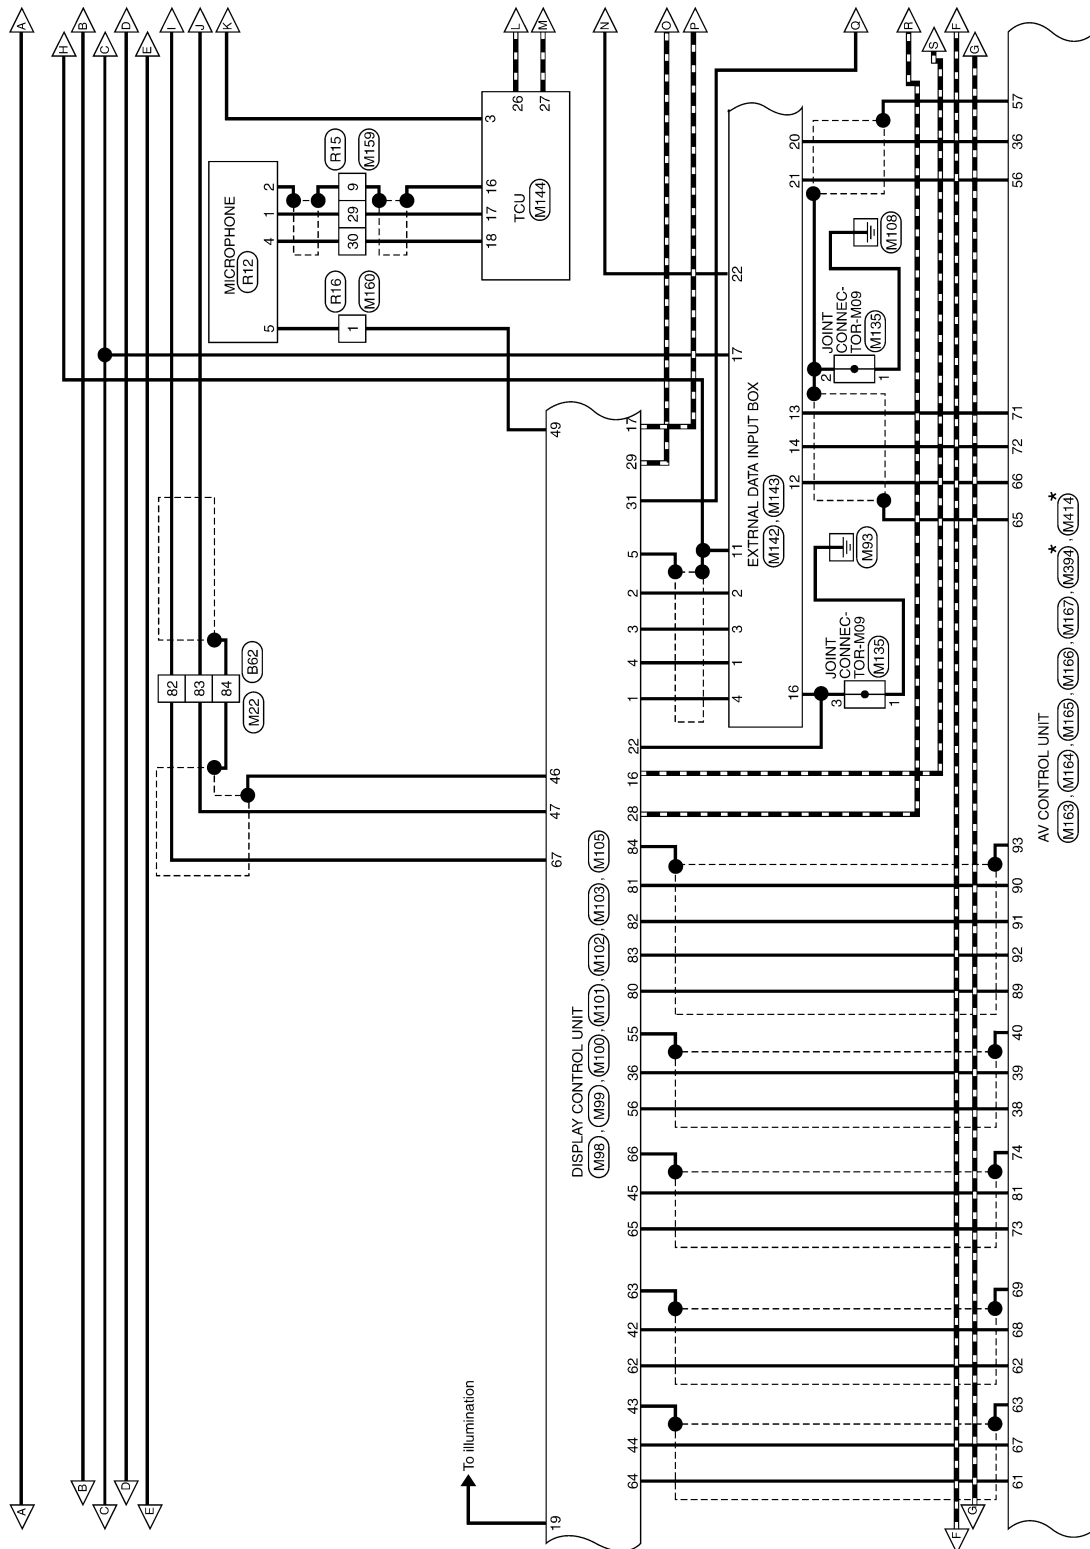 A A
H
B B
C C
D D
E E
I
J
K
82
83
84
M22 B62
To illumination
MICROPHONE
R12
5 4 1 2
R16 R15
1 30 29 9
M160 M159
L
M
26
27
3
18 17 16
TCU
M144
N
19 67 47 46 49
DISPLAY CONTROL UNIT
M98 , M99 , M100 , M101 , M102 , M103 , M105
64 44 43 62 42 63 65 45 66 56 36 55 80 83 82 81 84 28 16 22 1 4 3 2 5 31 29 17
O
P
4 1 3 2 11 17 22
EXTRNAL DATA INPUT BOX
M142 , M143
16 12 14 13 21 20
JOINT
CONNEC-
TOR-M09
M135
3
1
M93
JOINT
CONNEC-
TOR-M09
M135
2
1
M108
Q
R
S
F F
G G
61 67 63 62 68 69 73 81 74 38 39 40 89 92 91 90 93 65 66 72 71 56 36 57
AV CONTROL UNIT
M163 , M164 , M165 , M166 , M167 , M394* , M414*